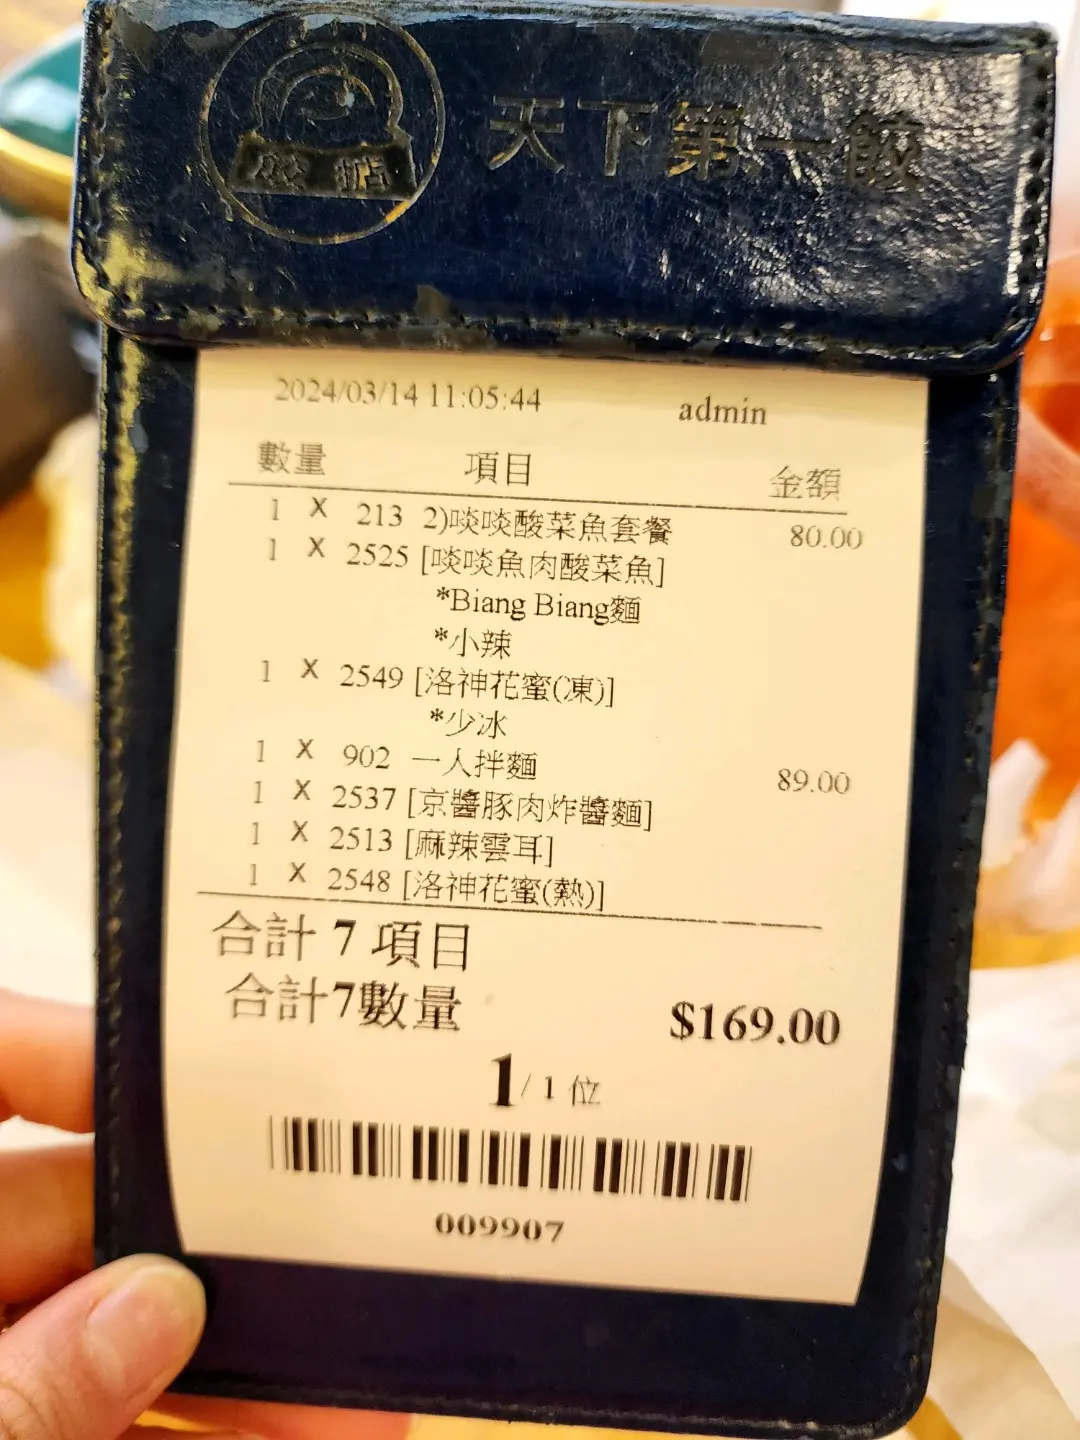 天下第一餃
2024/03/14 11:05:44 admin
數量 項目 金額
1 X 213 2)啖啖酸菜魚套餐 80.00
1 X 2525 [啖啖魚肉酸菜魚]
*Biang Biang麵
*小辣
1 X 2549 [洛神花蜜(凍)]
*少冰
1 X 902 一人拌麵 89.00
1 X 2537 [京醬豚肉炸醬麵]
1 X 2513 [麻辣雲耳]
1 X 2548 [洛神花蜜(熱)]
合計 7 項目
合計7數量 $169.00
1/ 1 位
009907